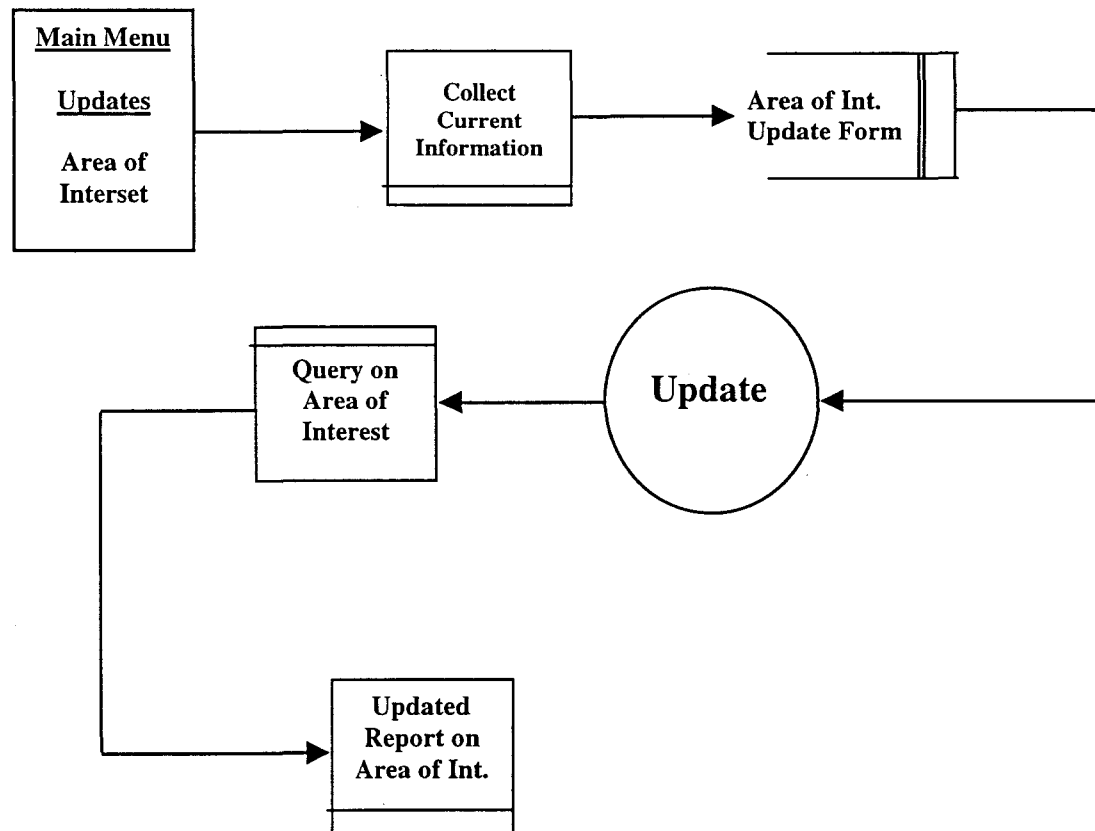 Main Menu
Updates
Area of
Interset
Collect
Current
Information
Area of Int.
Update Form
Update
Query on
Area of
Interest
Updated
Report on
Area of Int.